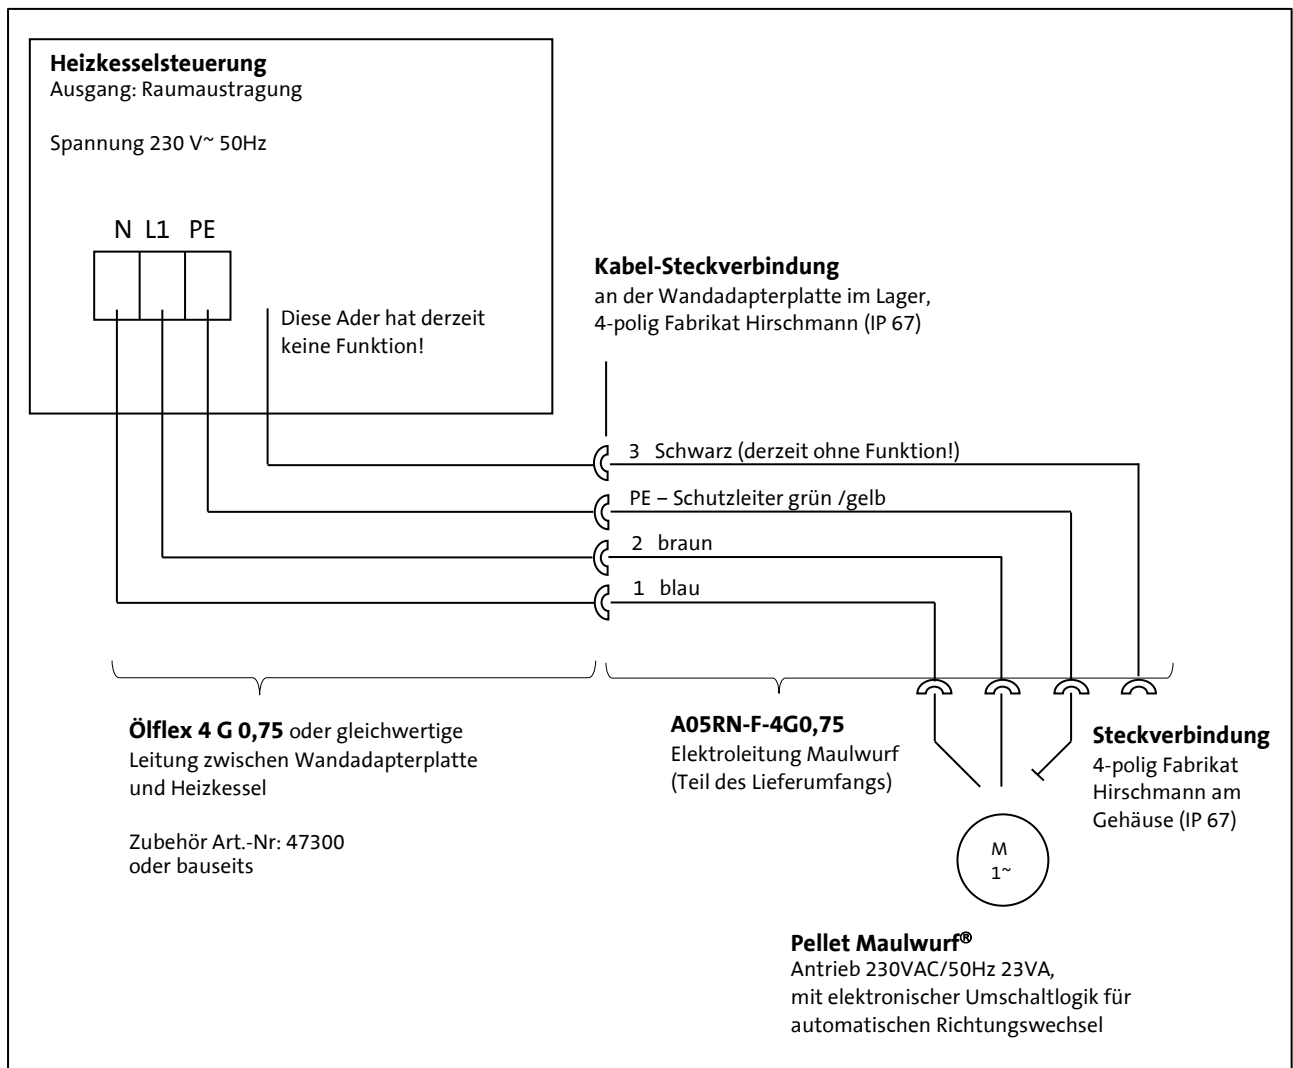 Heizkesselsteuerung
Ausgang: Raumaustragung
Spannung 230 V~ 50Hz
N L1 PE
Diese Ader hat derzeit
keine Funktion!
Kabel-Steckverbindung
an der Wandadapterplatte im Lager,
4-polig Fabrikat Hirschmann (IP 67)
3 Schwarz (derzeit ohne Funktion!)
PE – Schutzleiter grün /gelb
2 braun
1 blau
Ölflex 4 G 0,75 oder gleichwertige
Leitung zwischen Wandadapterplatte
und Heizkessel
Zubehör Art.-Nr: 47300
oder bauseits
A05RN-F-4G0,75
Elektroleitung Maulwurf
(Teil des Lieferumfangs)
Steckverbindung
4-polig Fabrikat
Hirschmann am
Gehäuse (IP 67)
M
1~
Pellet Maulwurf®
Antrieb 230VAC/50Hz 23VA,
mit elektronischer Umschaltlogik für
automatischen Richtungswechsel